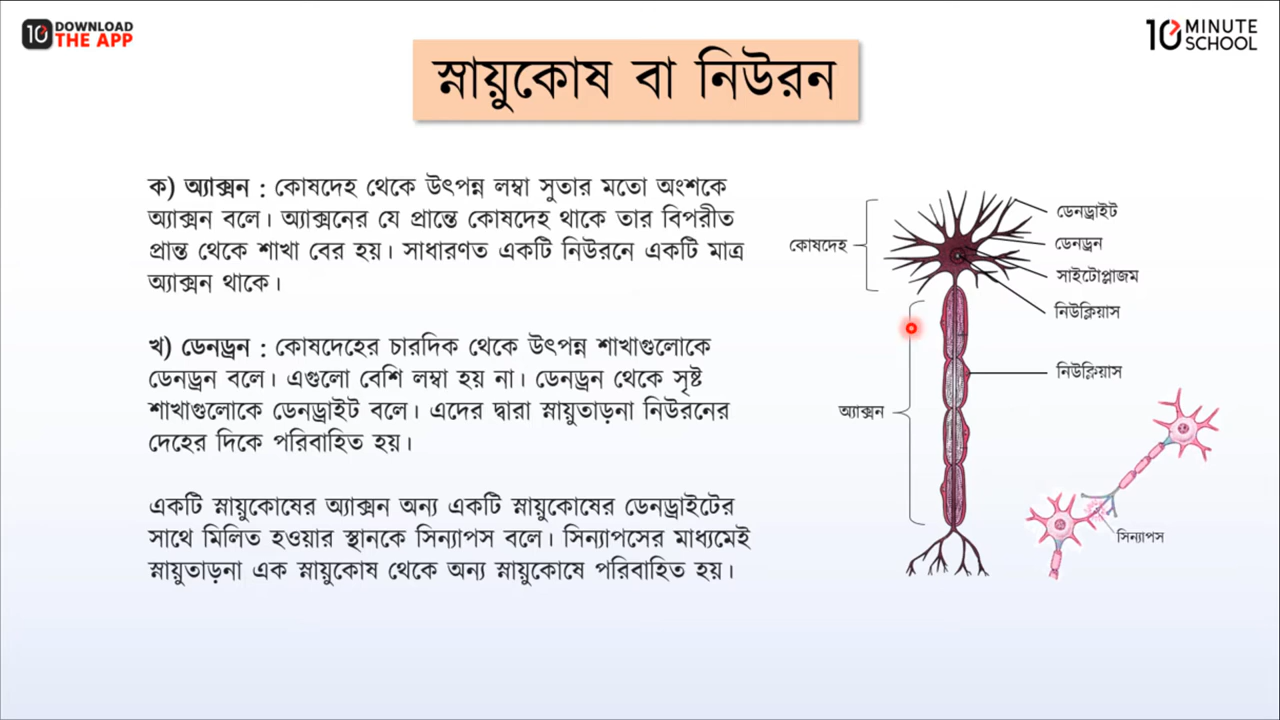 10 DOWNLOAD THE APP
10 MINUTE SCHOOL
স্নায়ুকোষ বা নিউরন
ক) অ্যাক্সন : কোষদেহ থেকে উৎপন্ন লম্বা সুতার মতো অংশকে
অ্যাক্সন বলে। অ্যাক্সনের যে প্রান্তে কোষদেহ থাকে তার বিপরীত
প্রান্ত থেকে শাখা বের হয়। সাধারণত একটি নিউরনে একটি মাত্র
অ্যাক্সন থাকে।
খ) ডেনড্রন : কোষদেহের চারদিক থেকে উৎপন্ন শাখাগুলোকে
ডেনড্রন বলে। এগুলো বেশি লম্বা হয় না। ডেনড্রন থেকে সৃষ্ট
শাখাগুলোকে ডেনড্রাইট বলে। এদের দ্বারা স্নায়ুতাড়না নিউরনের
দেহের দিকে পরিবাহিত হয়।
একটি স্নায়ুকোষের অ্যাক্সন অন্য একটি স্নায়ুকোষের ডেনড্রাইটের
সাথে মিলিত হওয়ার স্থানকে সিন্যাপস বলে। সিন্যাপসের মাধ্যমেই
স্নায়ুতাড়না এক স্নায়ুকোষ থেকে অন্য স্নায়ুকোষে পরিবাহিত হয়।
ডেনড্রাইট
কোষদেহ
ডেনড্রন
সাইটোপ্লাজম
নিউক্লিয়াস
নিউক্লিয়াস
অ্যাক্সন
সিন্যাপস